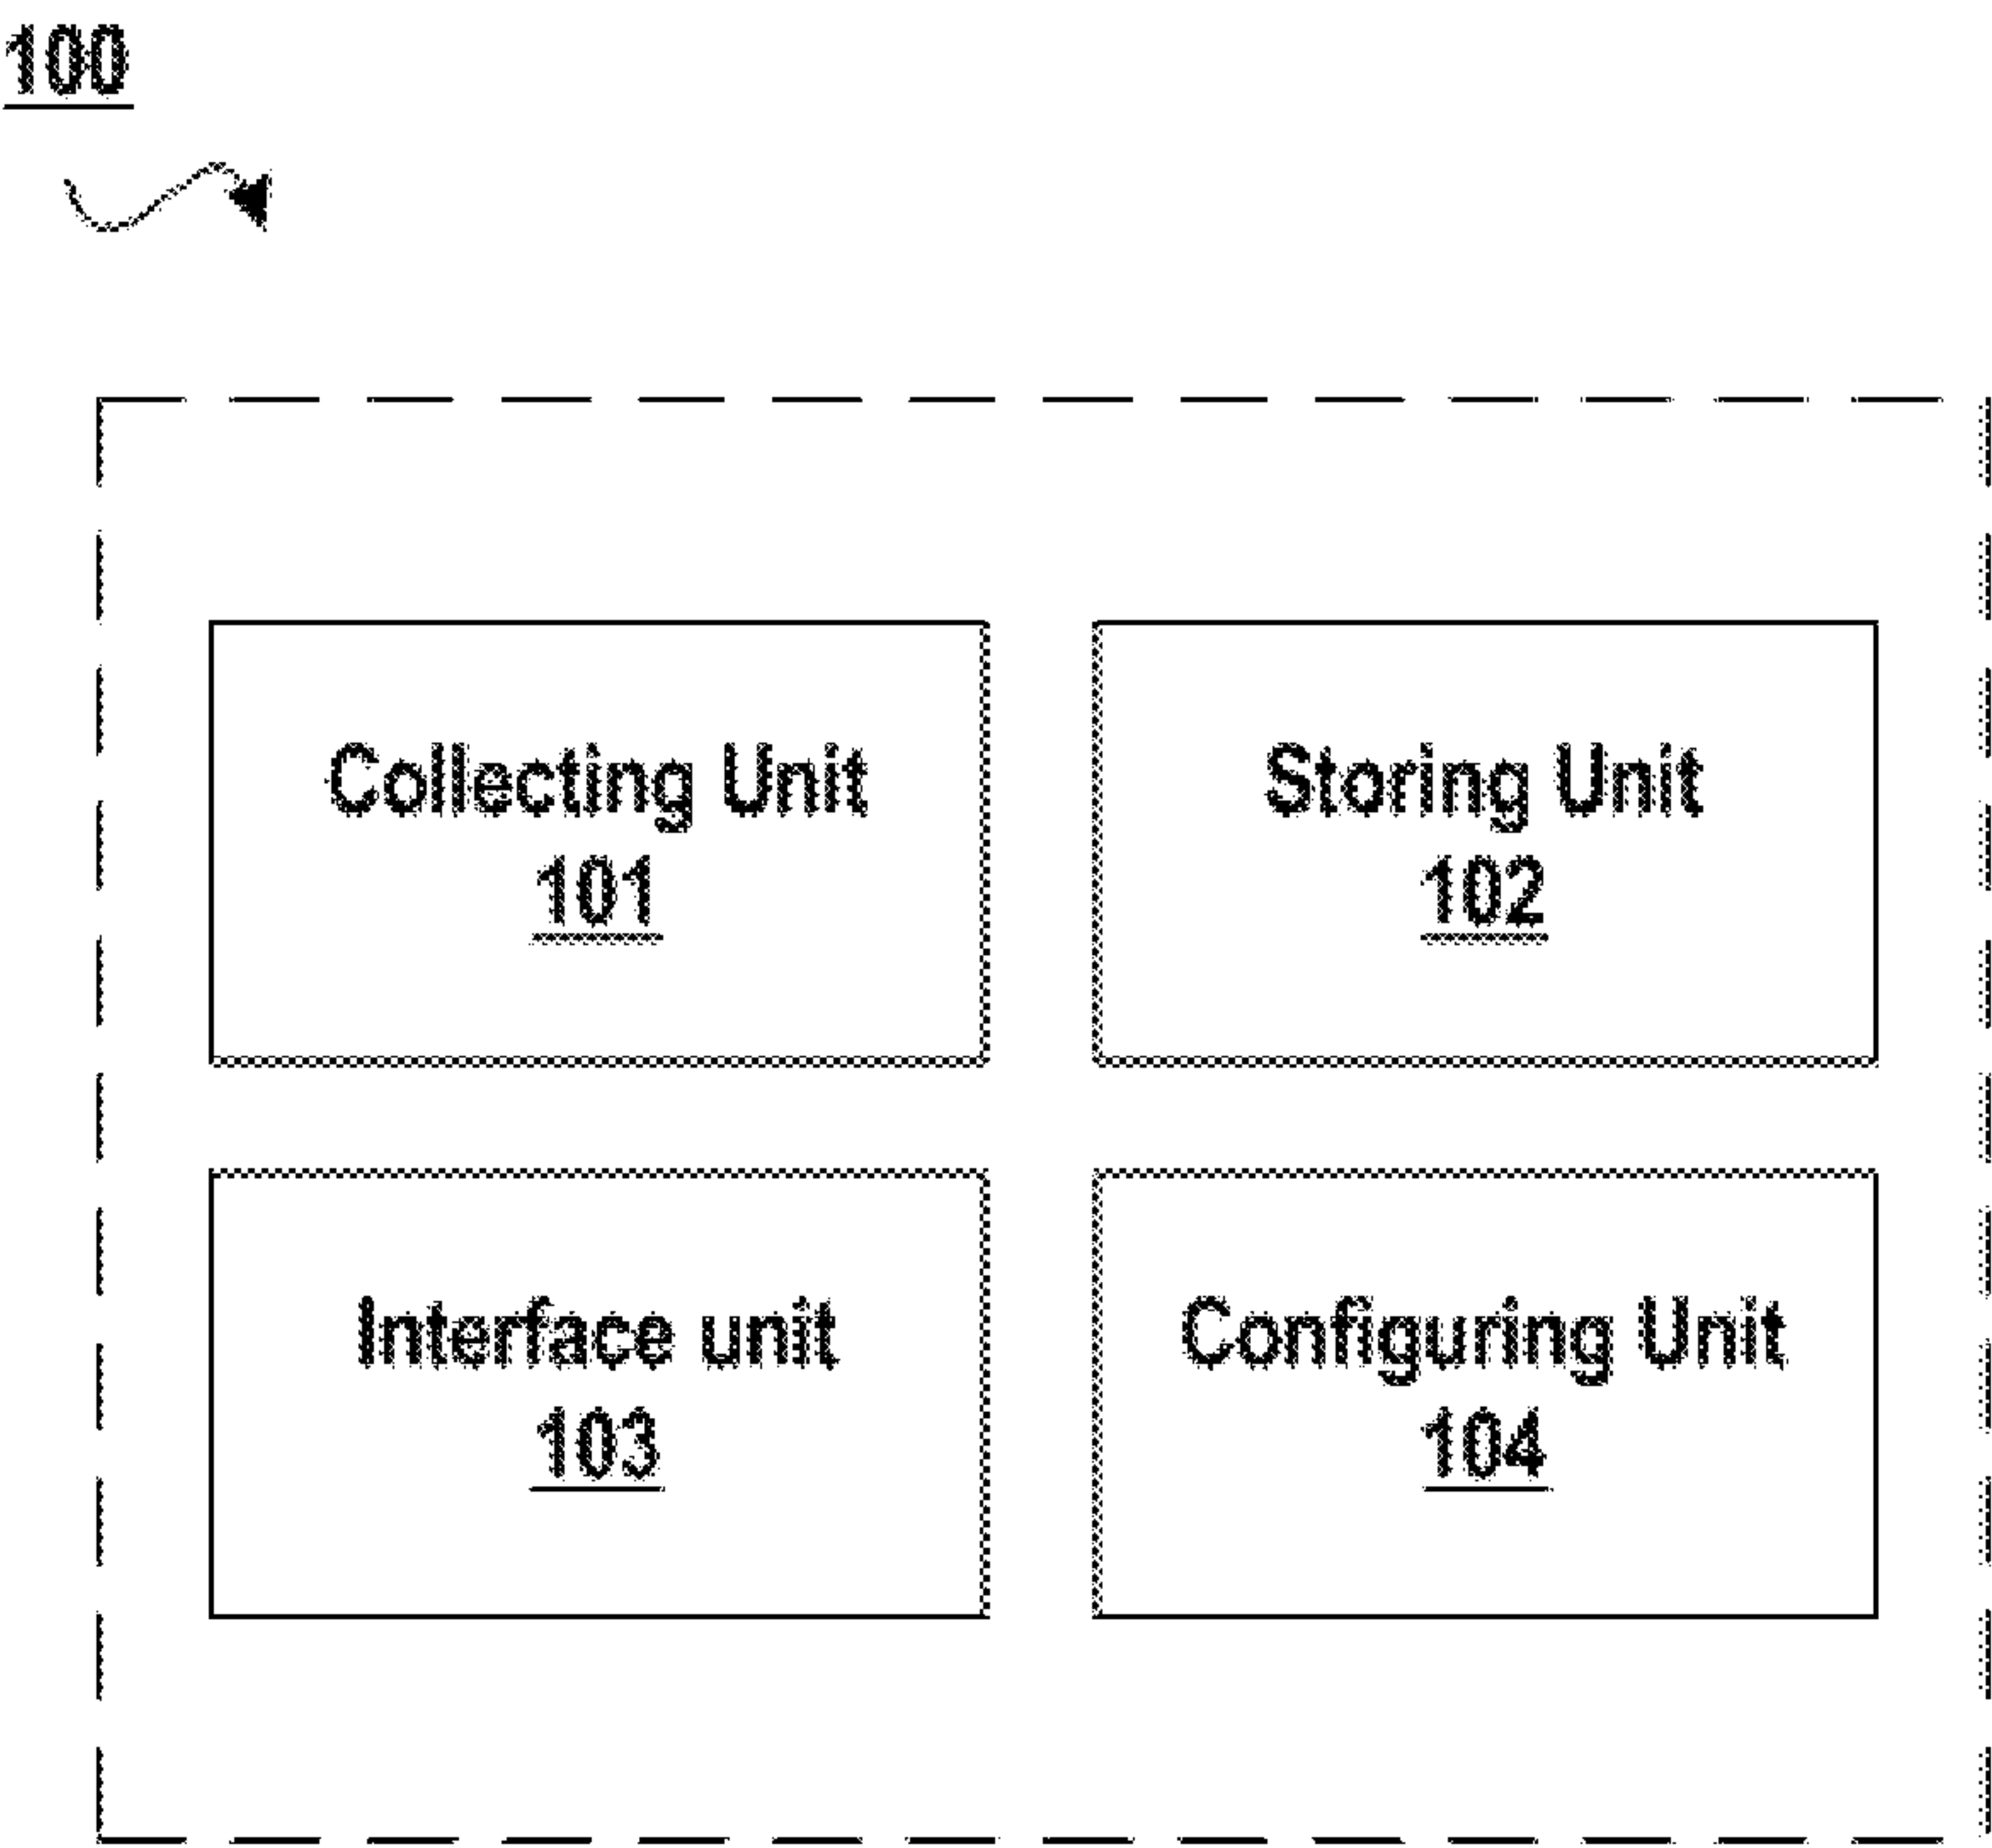 100
Collecting Unit
101
Storing Unit
102
Interface unit
103
Configuring Unit
104